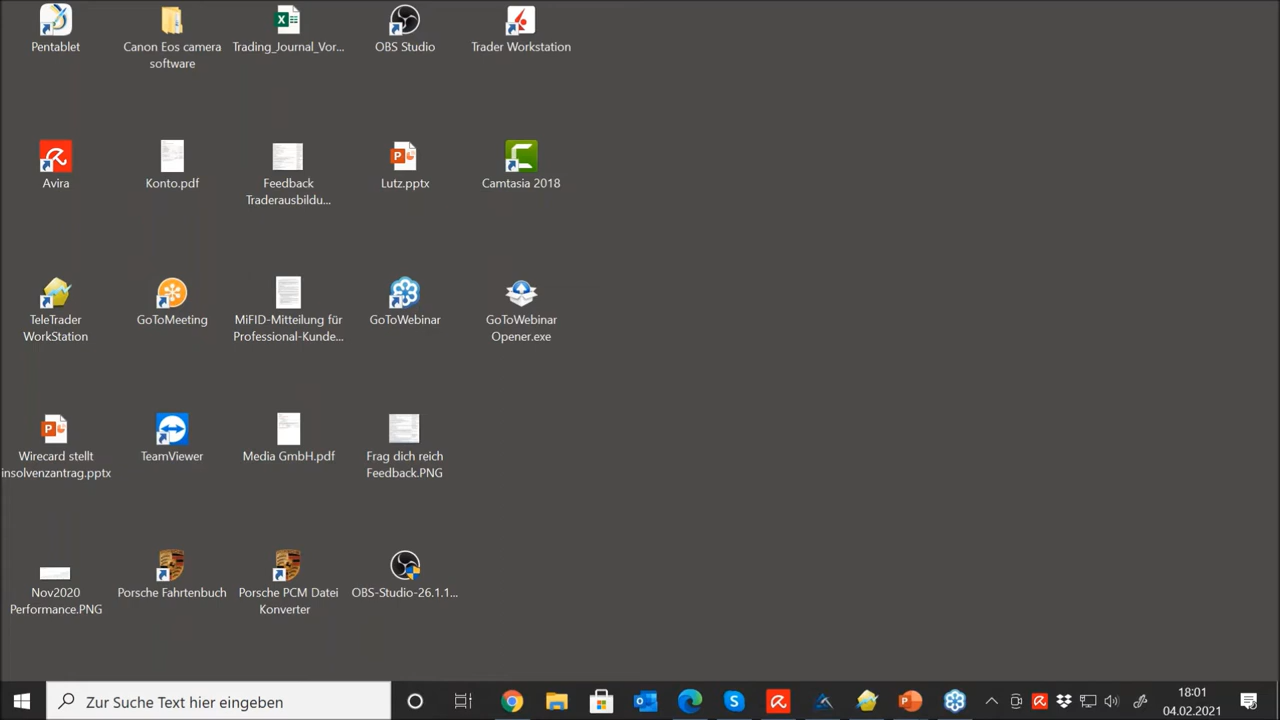 Pentablet
Canon Eos camera
software
Trading_Journal_Vor...
OBS Studio
Trader Workstation
Avira
Konto.pdf
Feedback
Traderausbildu...
Lutz.pptx
Camtasia 2018
TeleTrader
WorkStation
GoToMeeting
MiFID-Mitteilung für
Professional-Kunde...
GoToWebinar
GoToWebinar
Opener.exe
Wirecard stellt
insolvenzantrag.pptx
TeamViewer
Media GmbH.pdf
Frag dich reich
Feedback.PNG
Nov2020
Performance.PNG
Porsche Fahrtenbuch
Porsche PCM Datei
Konverter
OBS-Studio-26.1.1...
Zur Suche Text hier eingeben
18:01
04.02.2021